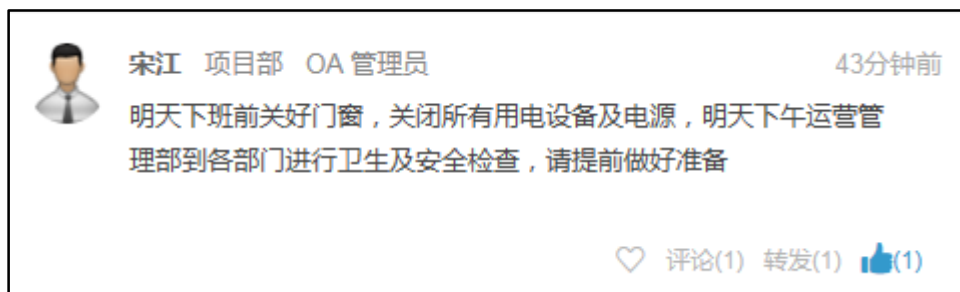 宋江 项目部 OA 管理员 43分钟前
明天下班前关好门窗，关闭所有用电设备及电源，明天下午运营管
理部到各部门进行卫生及安全检查，请提前做好准备
评论(1) 转发(1) (1)